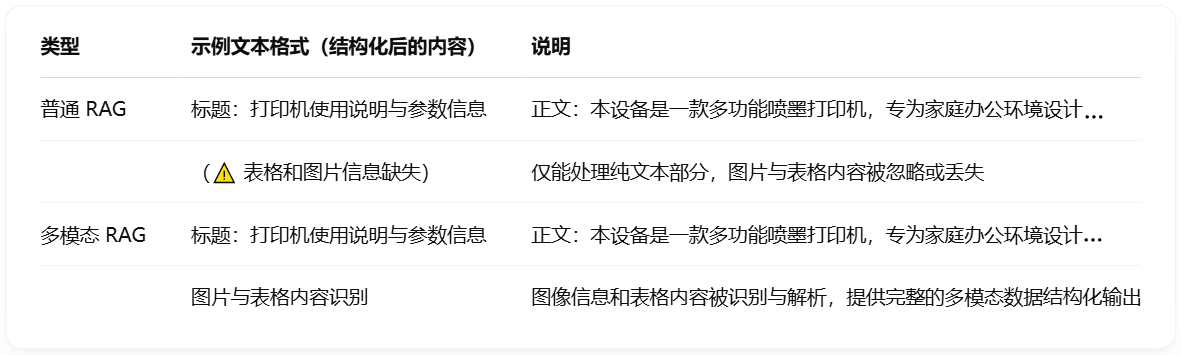 类型 示例文本格式（结构化后的内容） 说明
普通 RAG 标题：打印机使用说明与参数信息 正文：本设备是一款多功能喷墨打印机，专为家庭办公环境设计...
（⚠ 表格和图片信息缺失） 仅能处理纯文本部分，图片与表格内容被忽略或丢失
多模态 RAG 标题：打印机使用说明与参数信息 正文：本设备是一款多功能喷墨打印机，专为家庭办公环境设计...
图片与表格内容识别 图像信息和表格内容被识别与解析，提供完整的多模态数据结构化输出